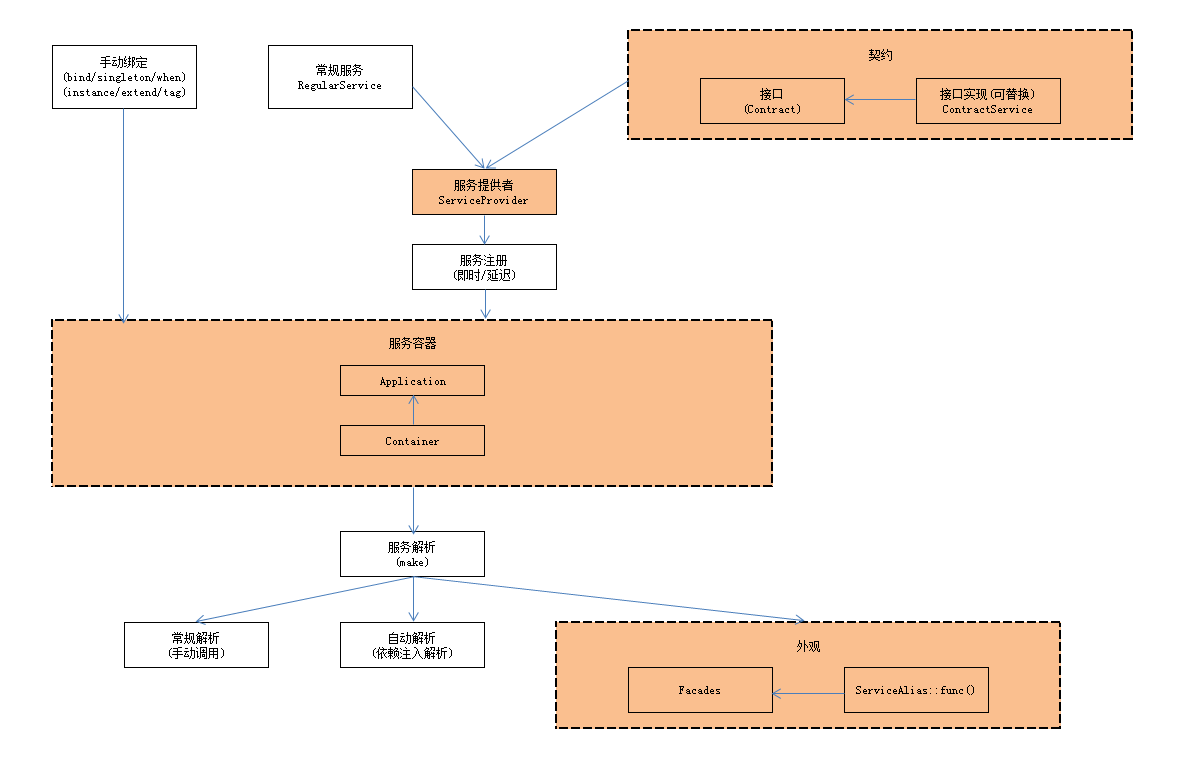 手动绑定
(bind/singleton/when)
(instance/extend/tag)
常规服务
RegularService
契约
接口
(Contract)
接口实现(可替换)
ContractService
服务提供者
ServiceProvider
服务注册
(即时/延迟)
服务容器
Application
Container
服务解析
(make)
常规解析
(手动调用)
自动解析
(依赖注入解析)
外观
Facades
ServiceAlias::func()